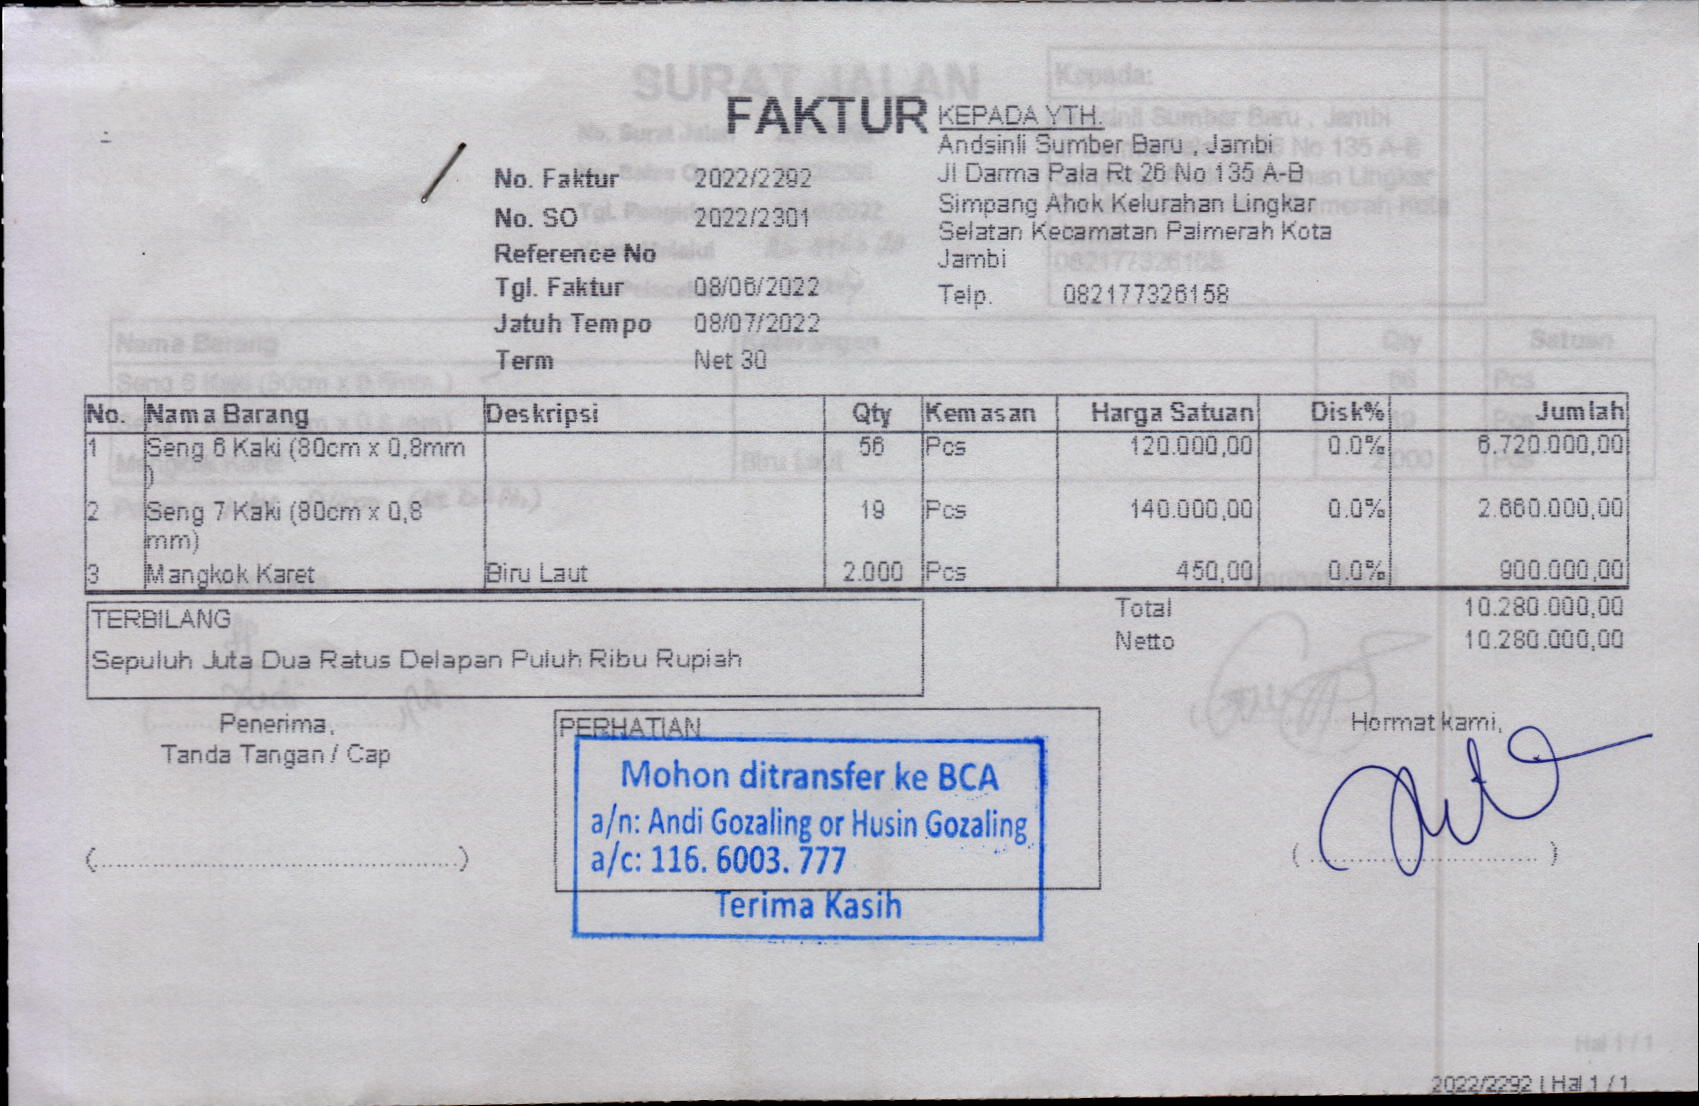 FAKTUR
No. Faktur 2022/2292
No. SO 2022/2301
Reference No
Tgl. Faktur 08/06/2022
Jatuh Tempo 08/07/2022
Term Net 30
KEPADA YTH.
Andsinli Sumber Baru , Jambi
Jl Darma Pala Rt 26 No 135 A-B
Simpang Ahok Kelurahan Lingkar
Selatan Kecamatan Palmerah Kota
Jambi
Telp. 082177326158
No. Nama Barang Deskripsi Qty Kemasan Harga Satuan Disk% Jumlah
1 Seng 6 Kaki (80cm x 0,8mm 56 Pcs 120.000,00 0.0% 6.720.000,00
)
2 Seng 7 Kaki (80cm x 0,8 19 Pcs 140.000,00 0.0% 2.660.000,00
mm)
3 Mangkok Karet Biru Laut 2.000 Pcs 450,00 0.0% 900.000,00
TERBILANG
Sepuluh Juta Dua Ratus Delapan Puluh Ribu Rupiah
Total 10.280.000,00
Netto 10.280.000,00
Penerima,
Tanda Tangan / Cap
(............................................)
PERHATIAN
Mohon ditransfer ke BCA
a/n: Andi Gozaling or Husin Gozaling
a/c: 116. 6003. 777
Terima Kasih
Hormat kami,
( .............................. )
2022/2292 | Hal 1 / 1